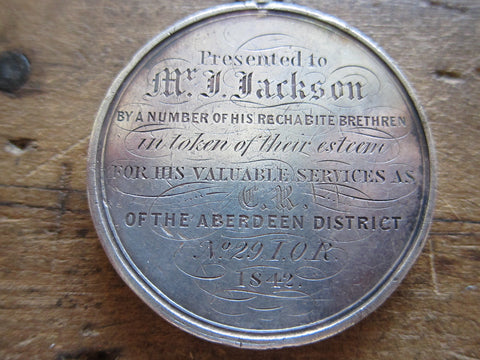 Presented to
Mr. J. Jackson
BY A NUMBER OF HIS RECHABITE BRETHREN
in token of their esteem
FOR HIS VALUABLE SERVICES AS
C. R.
OF THE ABERDEEN DISTRICT
No. 29. I. O. R.
1842.